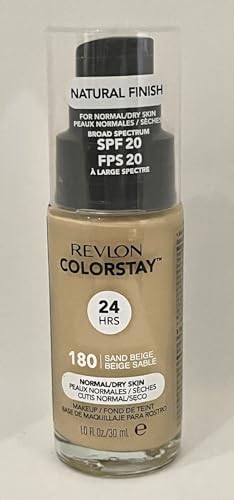 NATURAL FINISH
FOR NORMAL/DRY SKIN
PEAUX NORMALES / SÈCHES
BROAD SPECTRUM
SPF 20
FPS 20
À LARGE SPECTRE
REVLON
COLORSTAY™
24
HRS
180 SAND BEIGE
BEIGE SABLE
NORMAL/DRY SKIN
PEAUX NORMALES / SÈCHES
CUTIS NORMAL/SECO
MAKEUP / FOND DE TEINT
BASE DE MAQUILLAJE PARA ROSTRO
1.0 FL.Oz./30 mL ℮